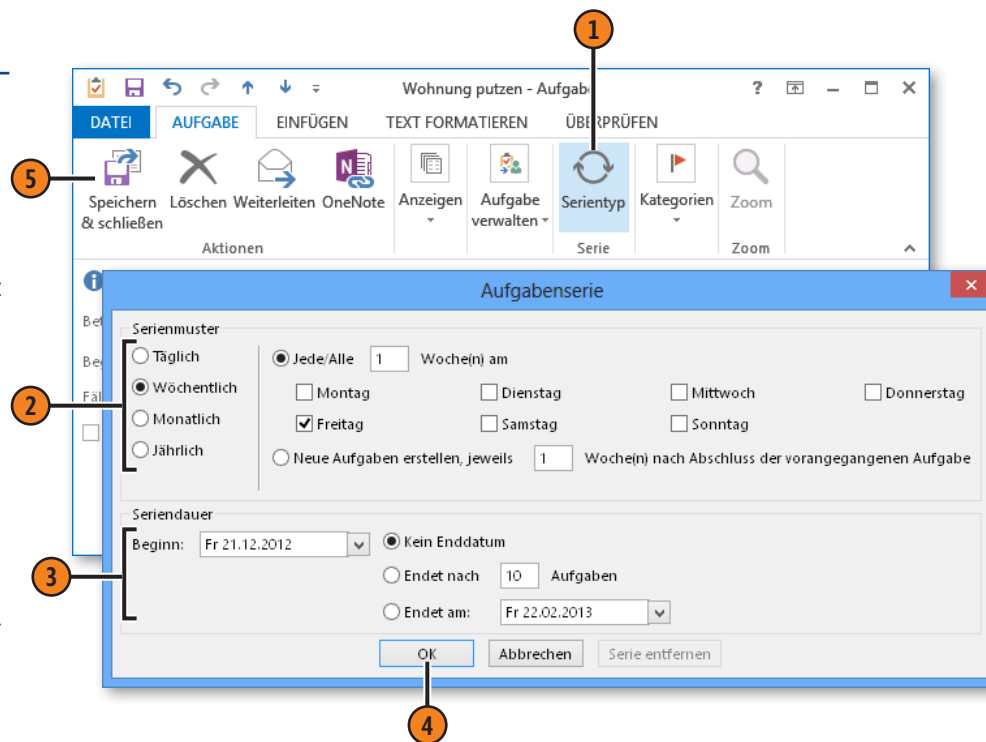 1
Wohnung putzen - Aufgabe
?
DATEI AUFGABE EINFÜGEN TEXT FORMATIEREN ÜBERPRÜFEN
5
Speichern & schließen Löschen Weiterleiten OneNote Anzeigen Aufgabe verwalten Serientyp Kategorien Zoom
Aktionen Serie Zoom
Aufgabenserie
Serienmuster
2
Täglich
Wöchentlich
Monatlich
Jährlich
Jede/Alle 1 Woche(n) am
Montag Dienstag Mittwoch Donnerstag
Freitag Samstag Sonntag
Neue Aufgaben erstellen, jeweils 1 Woche(n) nach Abschluss der vorangegangenen Aufgabe
Seriendauer
3
Beginn: Fr 21.12.2012
Kein Enddatum
Endet nach 10 Aufgaben
Endet am: Fr 22.02.2013
OK Abbrechen Serie entfernen
4